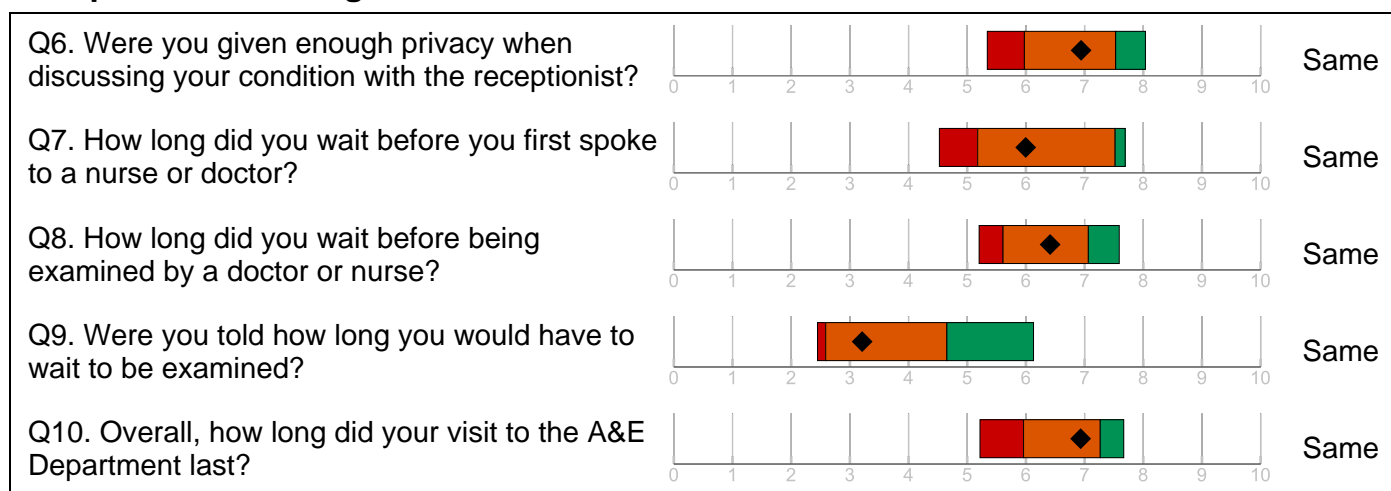 Q6. Were you given enough privacy when
discussing your condition with the receptionist?
0 1 2 3 4 5 6 7 8 9 10
Same
Q7. How long did you wait before you first spoke
to a nurse or doctor?
0 1 2 3 4 5 6 7 8 9 10
Same
Q8. How long did you wait before being
examined by a doctor or nurse?
0 1 2 3 4 5 6 7 8 9 10
Same
Q9. Were you told how long you would have to
wait to be examined?
0 1 2 3 4 5 6 7 8 9 10
Same
Q10. Overall, how long did your visit to the A&E
Department last?
0 1 2 3 4 5 6 7 8 9 10
Same